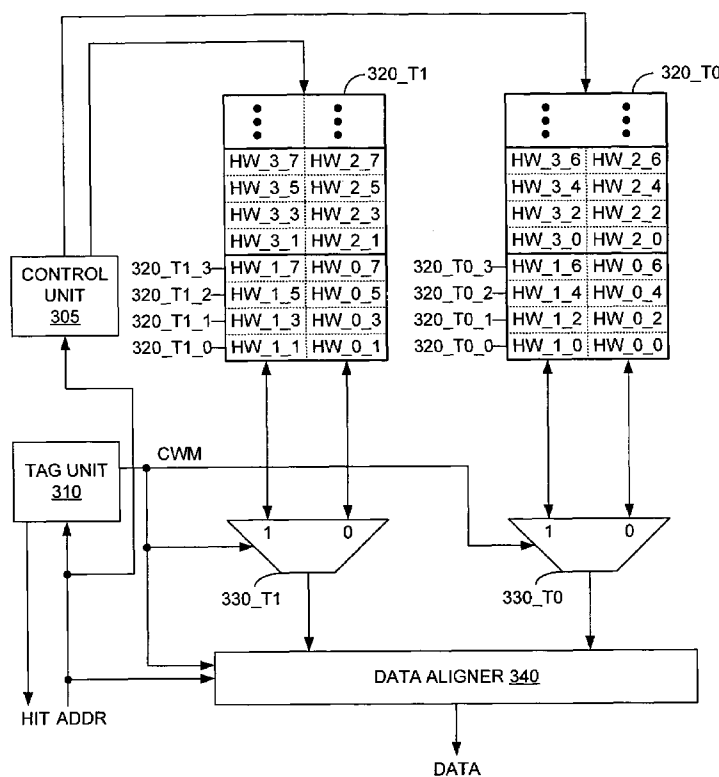 320_T1
320_T0
HW_3_7 HW_2_7
HW_3_5 HW_2_5
HW_3_3 HW_2_3
HW_3_1 HW_2_1
320_T1_3 HW_1_7 HW_0_7
320_T1_2 HW_1_5 HW_0_5
320_T1_1 HW_1_3 HW_0_3
320_T1_0 HW_1_1 HW_0_1
HW_3_6 HW_2_6
HW_3_4 HW_2_4
HW_3_2 HW_2_2
HW_3_0 HW_2_0
320_T0_3 HW_1_6 HW_0_6
320_T0_2 HW_1_4 HW_0_4
320_T0_1 HW_1_2 HW_0_2
320_T0_0 HW_1_0 HW_0_0
CONTROL
UNIT
305
TAG UNIT
310
CWM
1 0
1 0
330_T1
330_T0
DATA ALIGNER 340
HIT ADDR
DATA